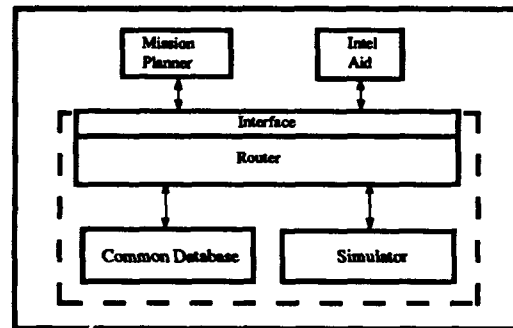 Mission
Planner
Intel
Aid
Interface
Router
Common Database
Simulator